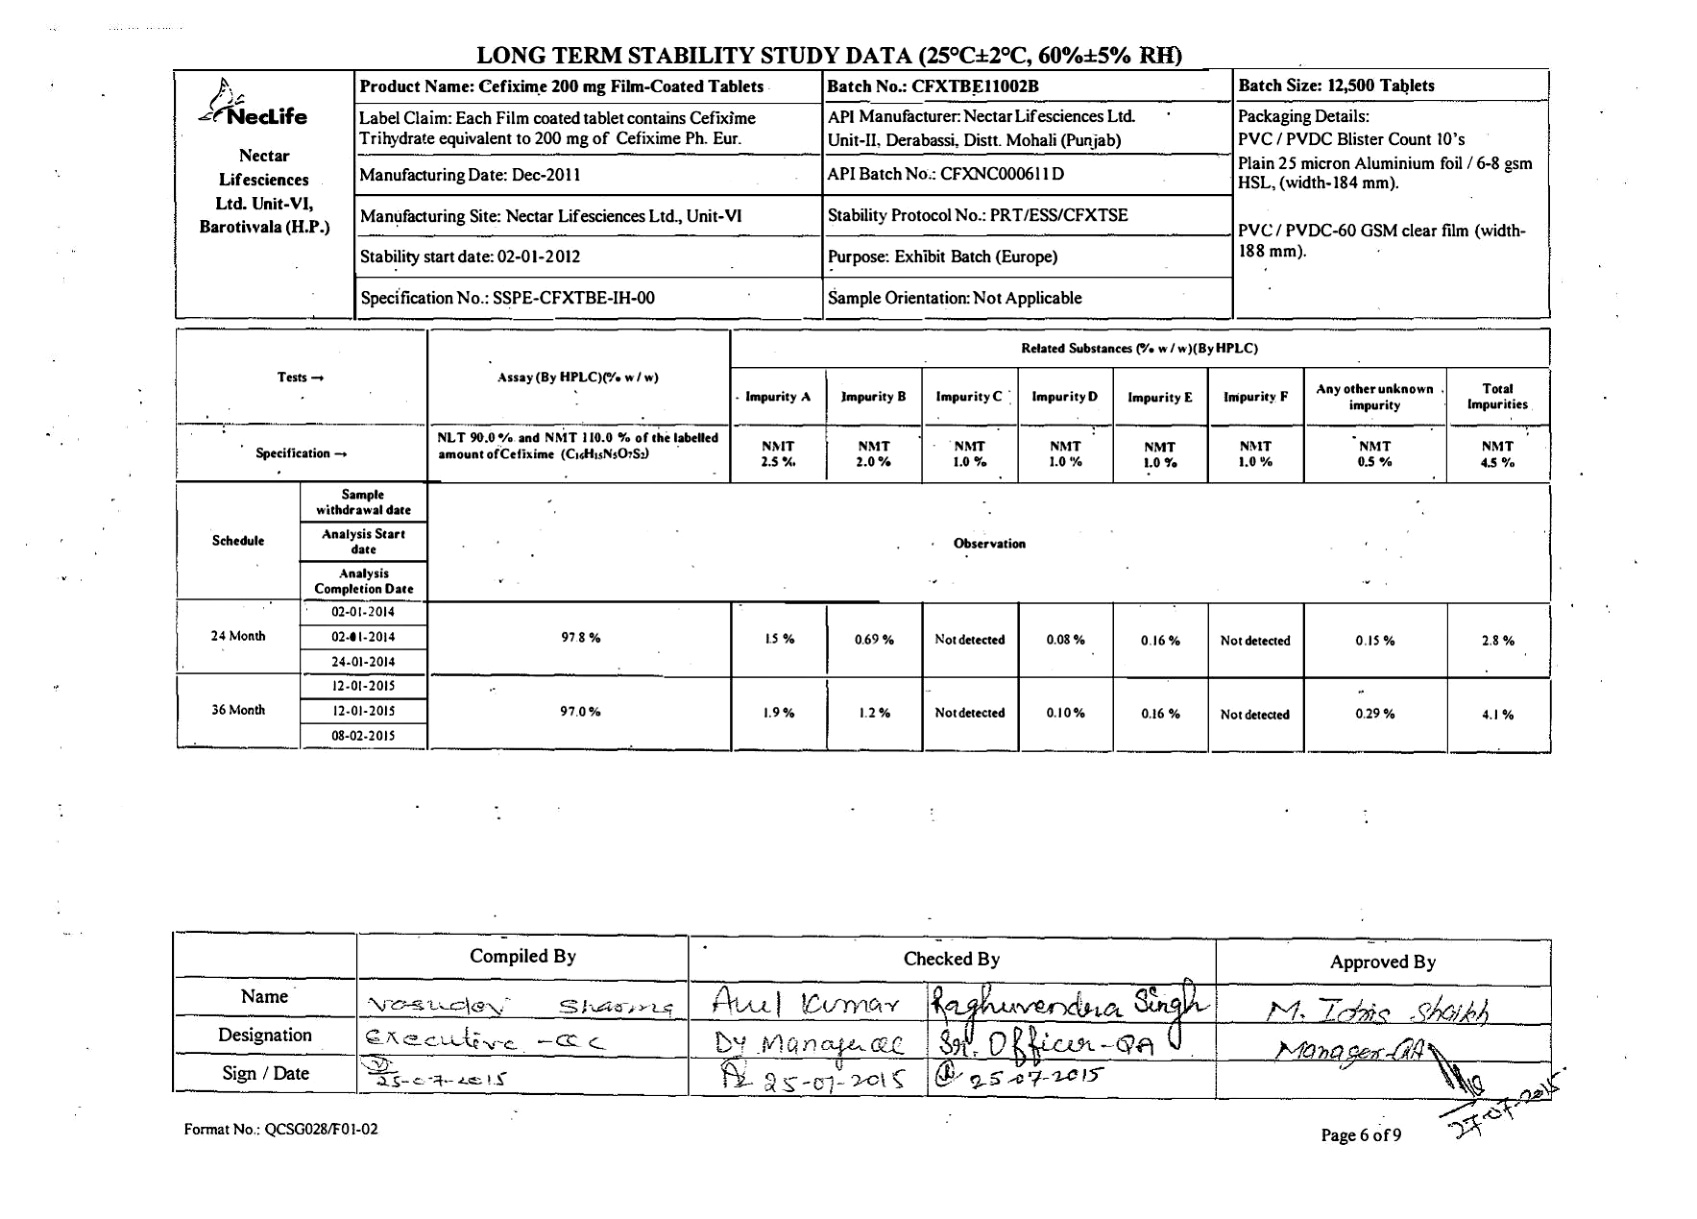 LONG TERM STABILITY STUDY DATA (25°C±2°C, 60%±5% RH)
NecLife
Nectar
Lifesciences
Ltd. Unit-VI,
Barotiwala (H.P.)
Product Name: Cefixime 200 mg Film-Coated Tablets
Batch No.: CFXTBE11002B
Batch Size: 12,500 Tablets
Label Claim: Each Film coated tablet contains Cefixime
Trihydrate equivalent to 200 mg of Cefixime Ph. Eur.
API Manufacturer: Nectar Lifesciences Ltd.
Unit-II, Derabassi, Distt. Mohali (Punjab)
Packaging Details:
PVC / PVDC Blister Count 10's
Plain 25 micron Aluminium foil / 6-8 gsm
HSL, (width-184 mm).
PVC / PVDC-60 GSM clear film (width-
188 mm).
Manufacturing Date: Dec-2011
API Batch No.: CFXNC000611D
Manufacturing Site: Nectar Lifesciences Ltd., Unit-VI
Stability Protocol No.: PRT/ESS/CFXTSE
Stability start date: 02-01-2012
Purpose: Exhibit Batch (Europe)
Specification No.: SSPE-CFXTBE-IH-00
Sample Orientation: Not Applicable
Tests →
Assay (By HPLC)(% w / w)
Related Substances (% w / w)(By HPLC)
Impurity A
Impurity B
Impurity C
Impurity D
Impurity E
Impurity F
Any other unknown
impurity
Total
Impurities
Specification →
NLT 90.0 % and NMT 110.0 % of the labelled
amount of Cefixime (C16H15N5O7S2)
NMT
2.5 %
NMT
2.0 %
NMT
1.0 %
NMT
1.0 %
NMT
1.0 %
NMT
1.0 %
NMT
0.5 %
NMT
4.5 %
Schedule
Sample
withdrawal date
Analysis Start
date
Analysis
Completion Date
Observation
24 Month
02-01-2014
02-01-2014
24-01-2014
97.8 %
1.5 %
0.69 %
Not detected
0.08 %
0.16 %
Not detected
0.15 %
2.8 %
36 Month
12-01-2015
12-01-2015
08-02-2015
97.0 %
1.9 %
1.2 %
Not detected
0.10 %
0.16 %
Not detected
0.29 %
4.1 %
Compiled By
Checked By
Approved By
Name
Vasudev Sharma
Anil Kumar
Raghuvendra Singh
M. Idris Shaikh
Designation
Executive - QC
Dy Manager QC
Sr. Officer-QA
Manager-QA
Sign / Date
25-07-2015
25-07-2015
25-07-2015
27-07-2015
Format No.: QCSG028/F01-02
Page 6 of 9